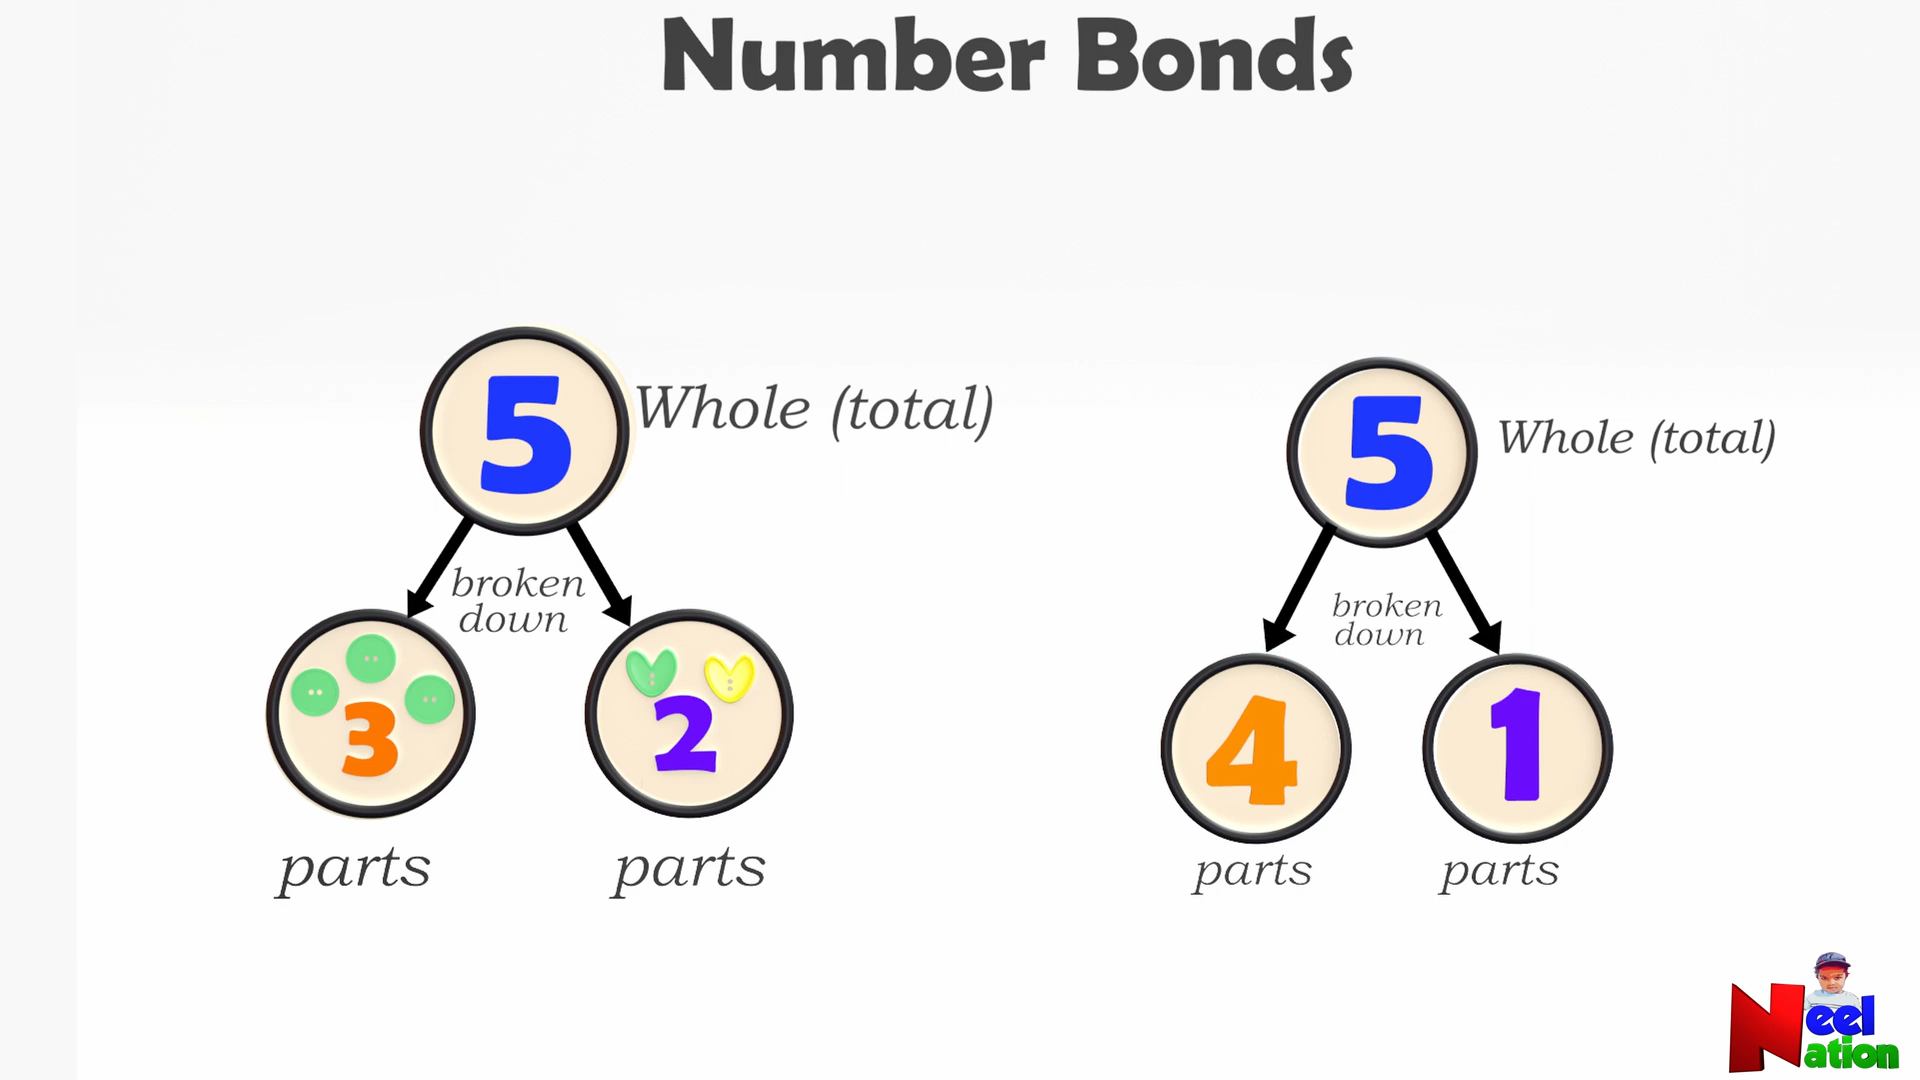 Number Bonds
5
Whole (total)
broken
down
3
2
parts
parts
5
Whole (total)
broken
down
4
1
parts
parts
Neel
Nation